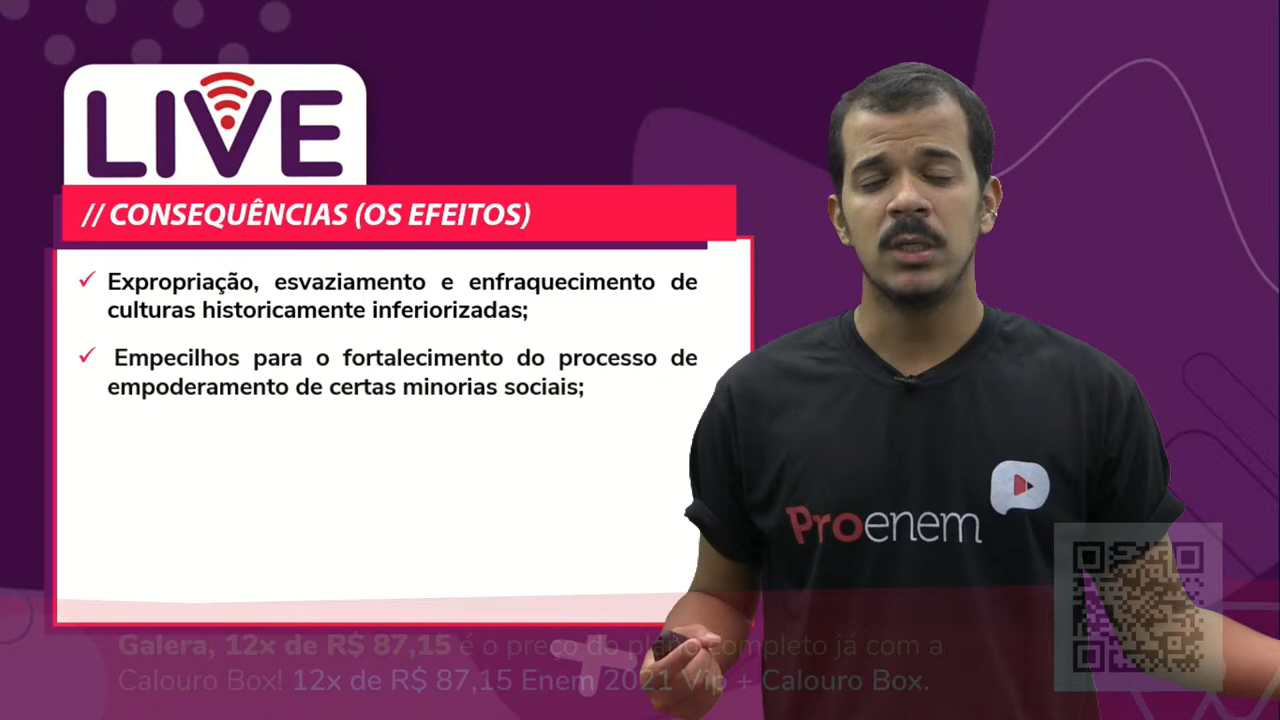 LIVE
// CONSEQUÊNCIAS (OS EFEITOS)
✓ Expropriação, esvaziamento e enfraquecimento de
culturas historicamente inferiorizadas;
✓ Empecilhos para o fortalecimento do processo de
empoderamento de certas minorias sociais;
Proenem
Galera, 12x de R$ 87,15 é o preço do plano completo já com a
Calouro Box! 12x de R$ 87,15 Enem 2021 Vip + Calouro Box.